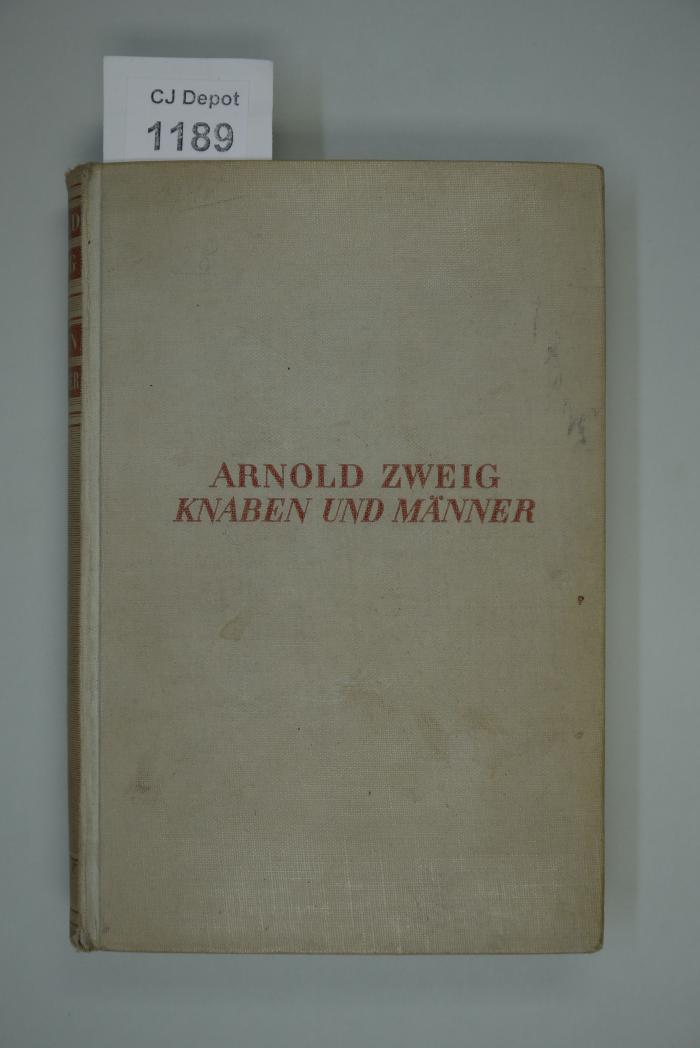 CJ Depot
1189
ARNOLD ZWEIG
KNABEN UND MÄNNER